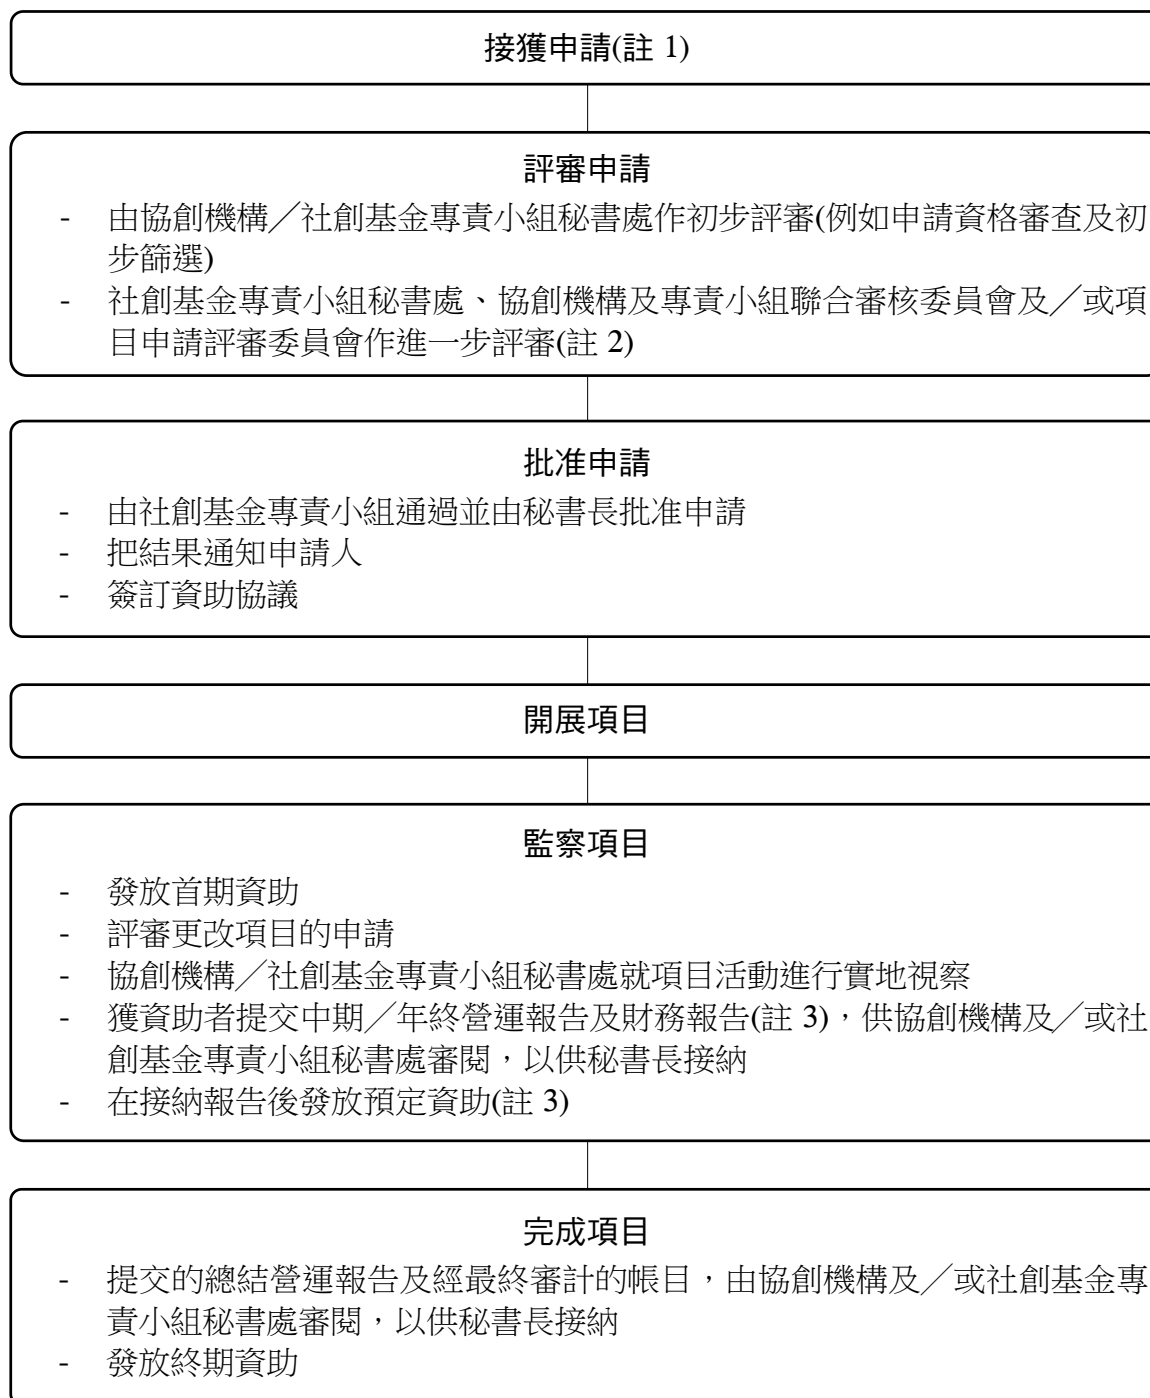 接獲申請(註 1)
評審申請
- 由協創機構／社創基金專責小組秘書處作初步評審(例如申請資格審查及初
步篩選)
- 社創基金專責小組秘書處、協創機構及專責小組聯合審核委員會及／或項
目申請評審委員會作進一步評審(註 2)
批准申請
- 由社創基金專責小組通過並由秘書長批准申請
- 把結果通知申請人
- 簽訂資助協議
開展項目
監察項目
- 發放首期資助
- 評審更改項目的申請
- 協創機構／社創基金專責小組秘書處就項目活動進行實地視察
- 獲資助者提交中期／年終營運報告及財務報告(註 3)，供協創機構及／或社
創基金專責小組秘書處審閱，以供秘書長接納
- 在接納報告後發放預定資助(註 3)
完成項目
- 提交的總結營運報告及經最終審計的帳目，由協創機構及／或社創基金專
責小組秘書處審閱，以供秘書長接納
- 發放終期資助